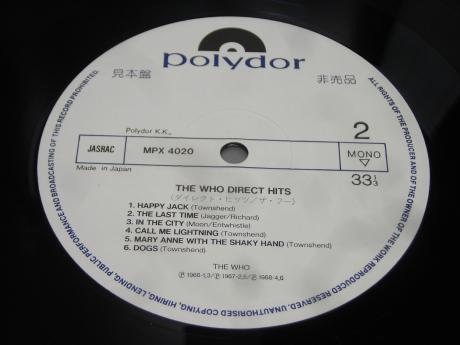 polydor
見本盤
非売品
Polydor K.K.
2
JASRAC
MPX 4020
MONO
Made in Japan
33 1/3
THE WHO DIRECT HITS
(ダイレクト・ヒッツ/ザ・フー)
1. HAPPY JACK (Townshend)
2. THE LAST TIME (Jagger/Richard)
3. IN THE CITY (Moon/Entwhistle)
4. CALL ME LIGHTNING (Townshend)
5. MARY ANNE WITH THE SHAKY HAND (Townshend)
6. DOGS (Townshend)
THE WHO
Ⓟ 1966-1,3/Ⓟ 1967-2,5/Ⓟ 1968-4,6
ALL RIGHTS OF THE PRODUCER AND OF THE OWNER OF THE WORK REPRODUCED RESERVED. UNAUTHORISED COPYING, HIRING, LENDING, PUBLIC PERFORMANCE AND BROADCASTING OF THIS RECORD PROHIBITED.